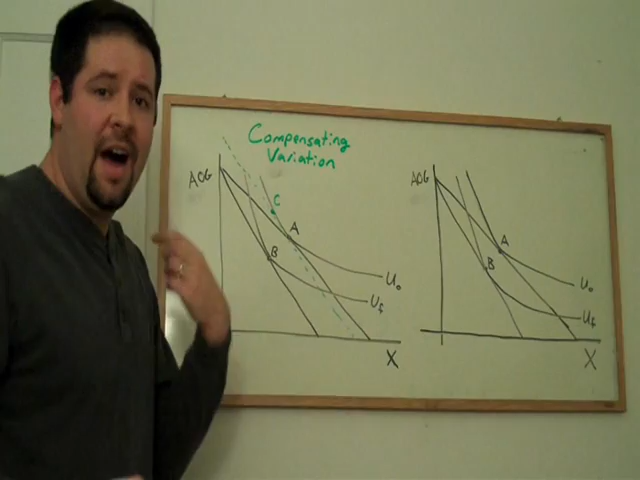 Compensating
Variation
AOG
C
A
B
U₀
Uf
X
AOG
A
B
U₀
Uf
X